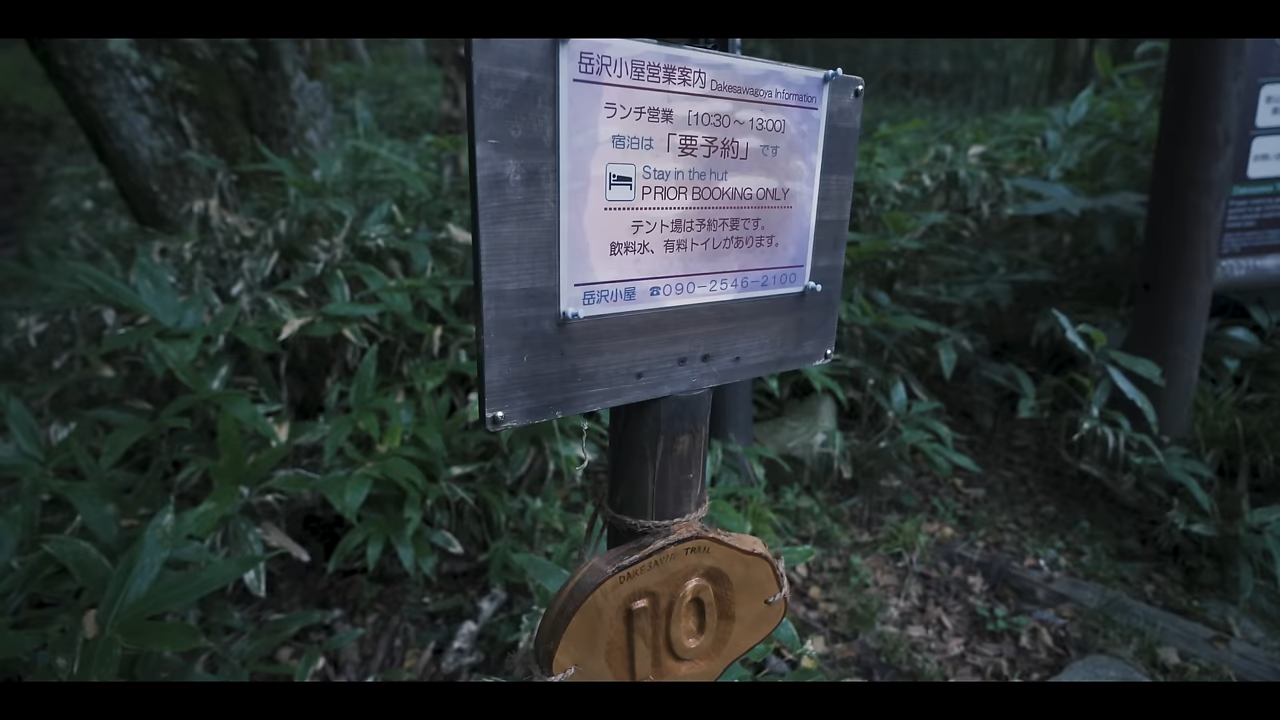 岳沢小屋営業案内 Dakesawagoya Information
ランチ営業 [10:30～13:00]
宿泊は「要予約」です
Stay in the hut
PRIOR BOOKING ONLY
テント場は予約不要です。
飲料水、有料トイレがあります。
岳沢小屋 ☎090-2546-2100
DAKESAWA TRAIL
10